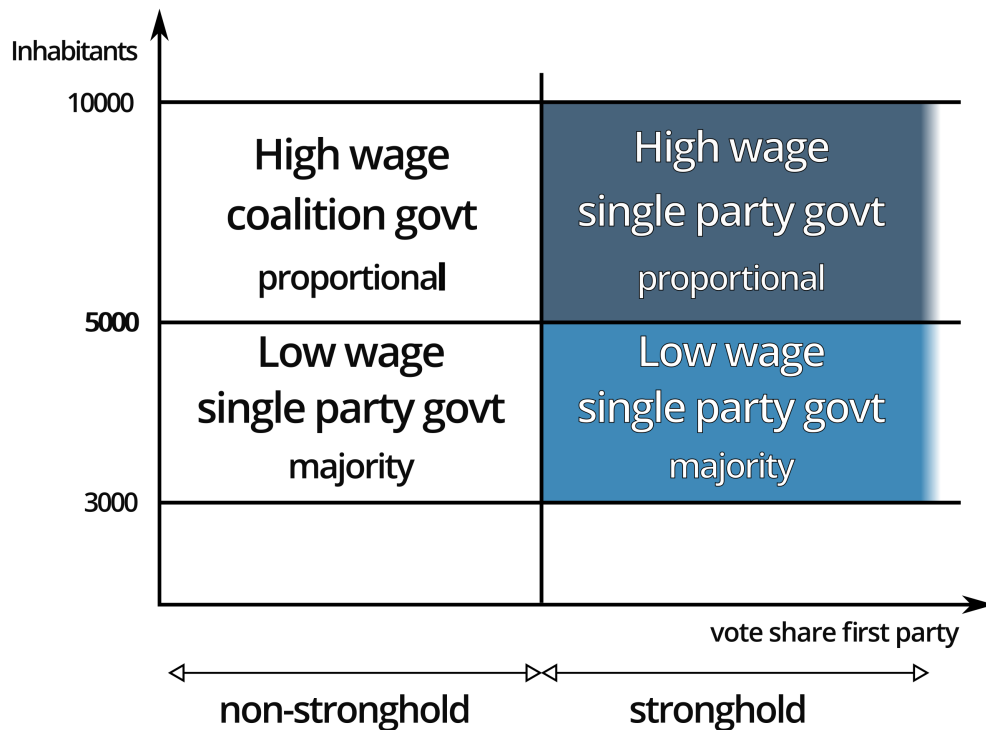 Inhabitants
10000
High wage
coalition govt
proportional
High wage
single party govt
proportional
5000
Low wage
single party govt
majority
Low wage
single party govt
majority
3000
vote share first party
non-stronghold
stronghold